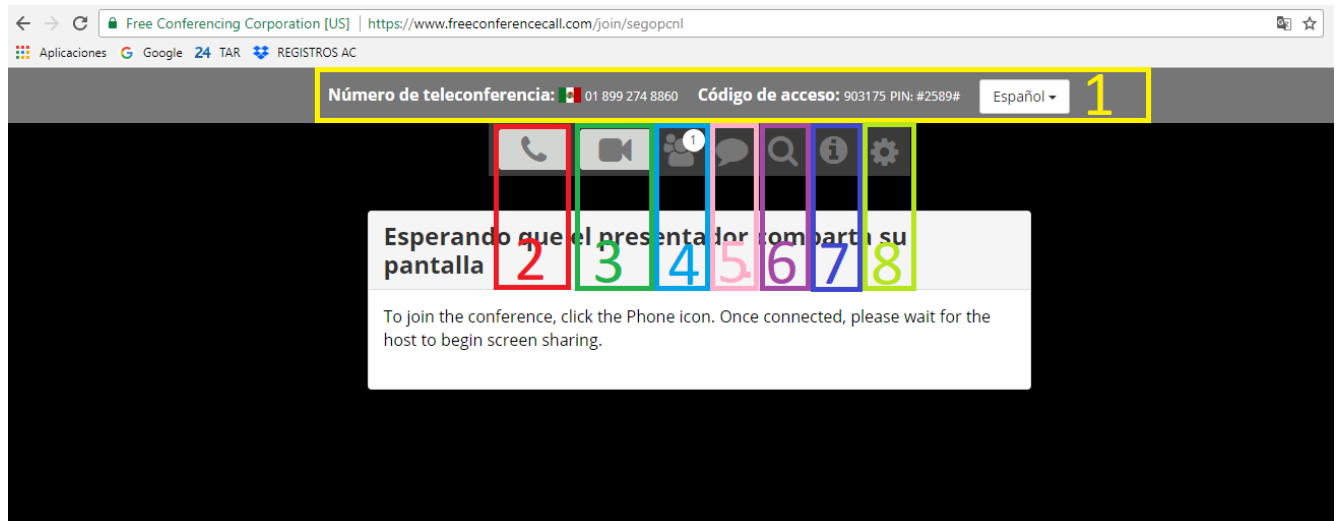 Free Conferencing Corporation [US] | https://www.freeconferencecall.com/join/segopcnl
Aplicaciones G Google 24 TAR REGISTROS AC
Número de teleconferencia: 01 899 274 8860 Código de acceso: 903175 PIN: #2589# Español 1
1
Esperando que el presentador comparta su
pantalla
2 3 4 5 6 7 8
To join the conference, click the Phone icon. Once connected, please wait for the
host to begin screen sharing.